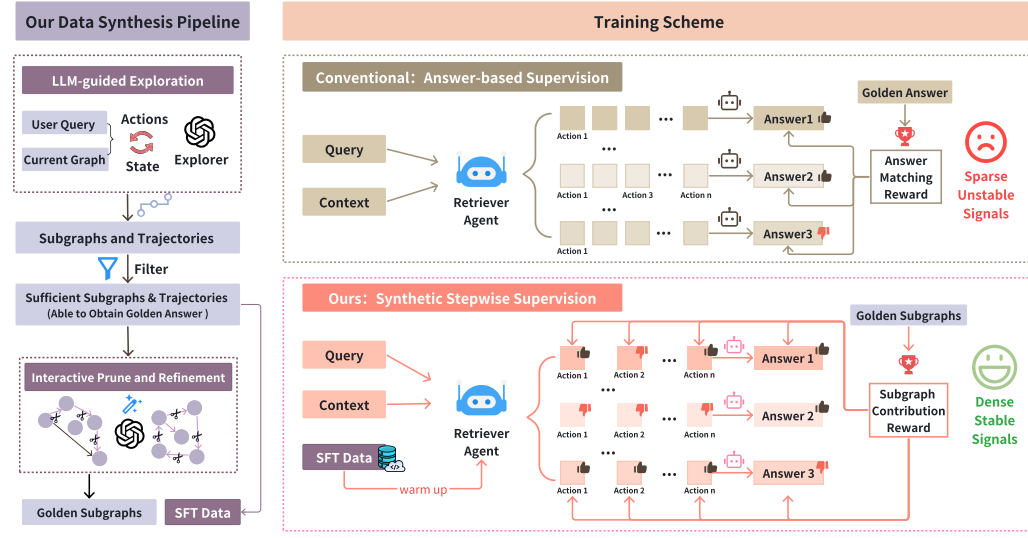 Our Data Synthesis Pipeline
LLM-guided Exploration
User Query
Current Graph
Actions
State
Explorer
Subgraphs and Trajectories
Filter
Sufficient Subgraphs & Trajectories
(Able to Obtain Golden Answer )
Interactive Prune and Refinement
Golden Subgraphs
SFT Data
Training Scheme
Conventional: Answer-based Supervision
Query
Context
Retriever
Agent
Action 1
...
...
Answer1
Action 1
Action 3
Action n
...
Answer2
...
Action 1
...
Answer3
Golden Answer
Answer
Matching
Reward
Sparse
Unstable
Signals
Ours: Synthetic Stepwise Supervision
Query
Context
SFT Data
warm up
Retriever
Agent
Action 1
Action 2
...
Action n
Answer 1
...
Action 1
Action 2
...
Action n
Answer 2
...
Action 1
Action 2
...
Action n
Answer 3
Golden Subgraphs
Subgraph
Contribution
Reward
Dense
Stable
Signals